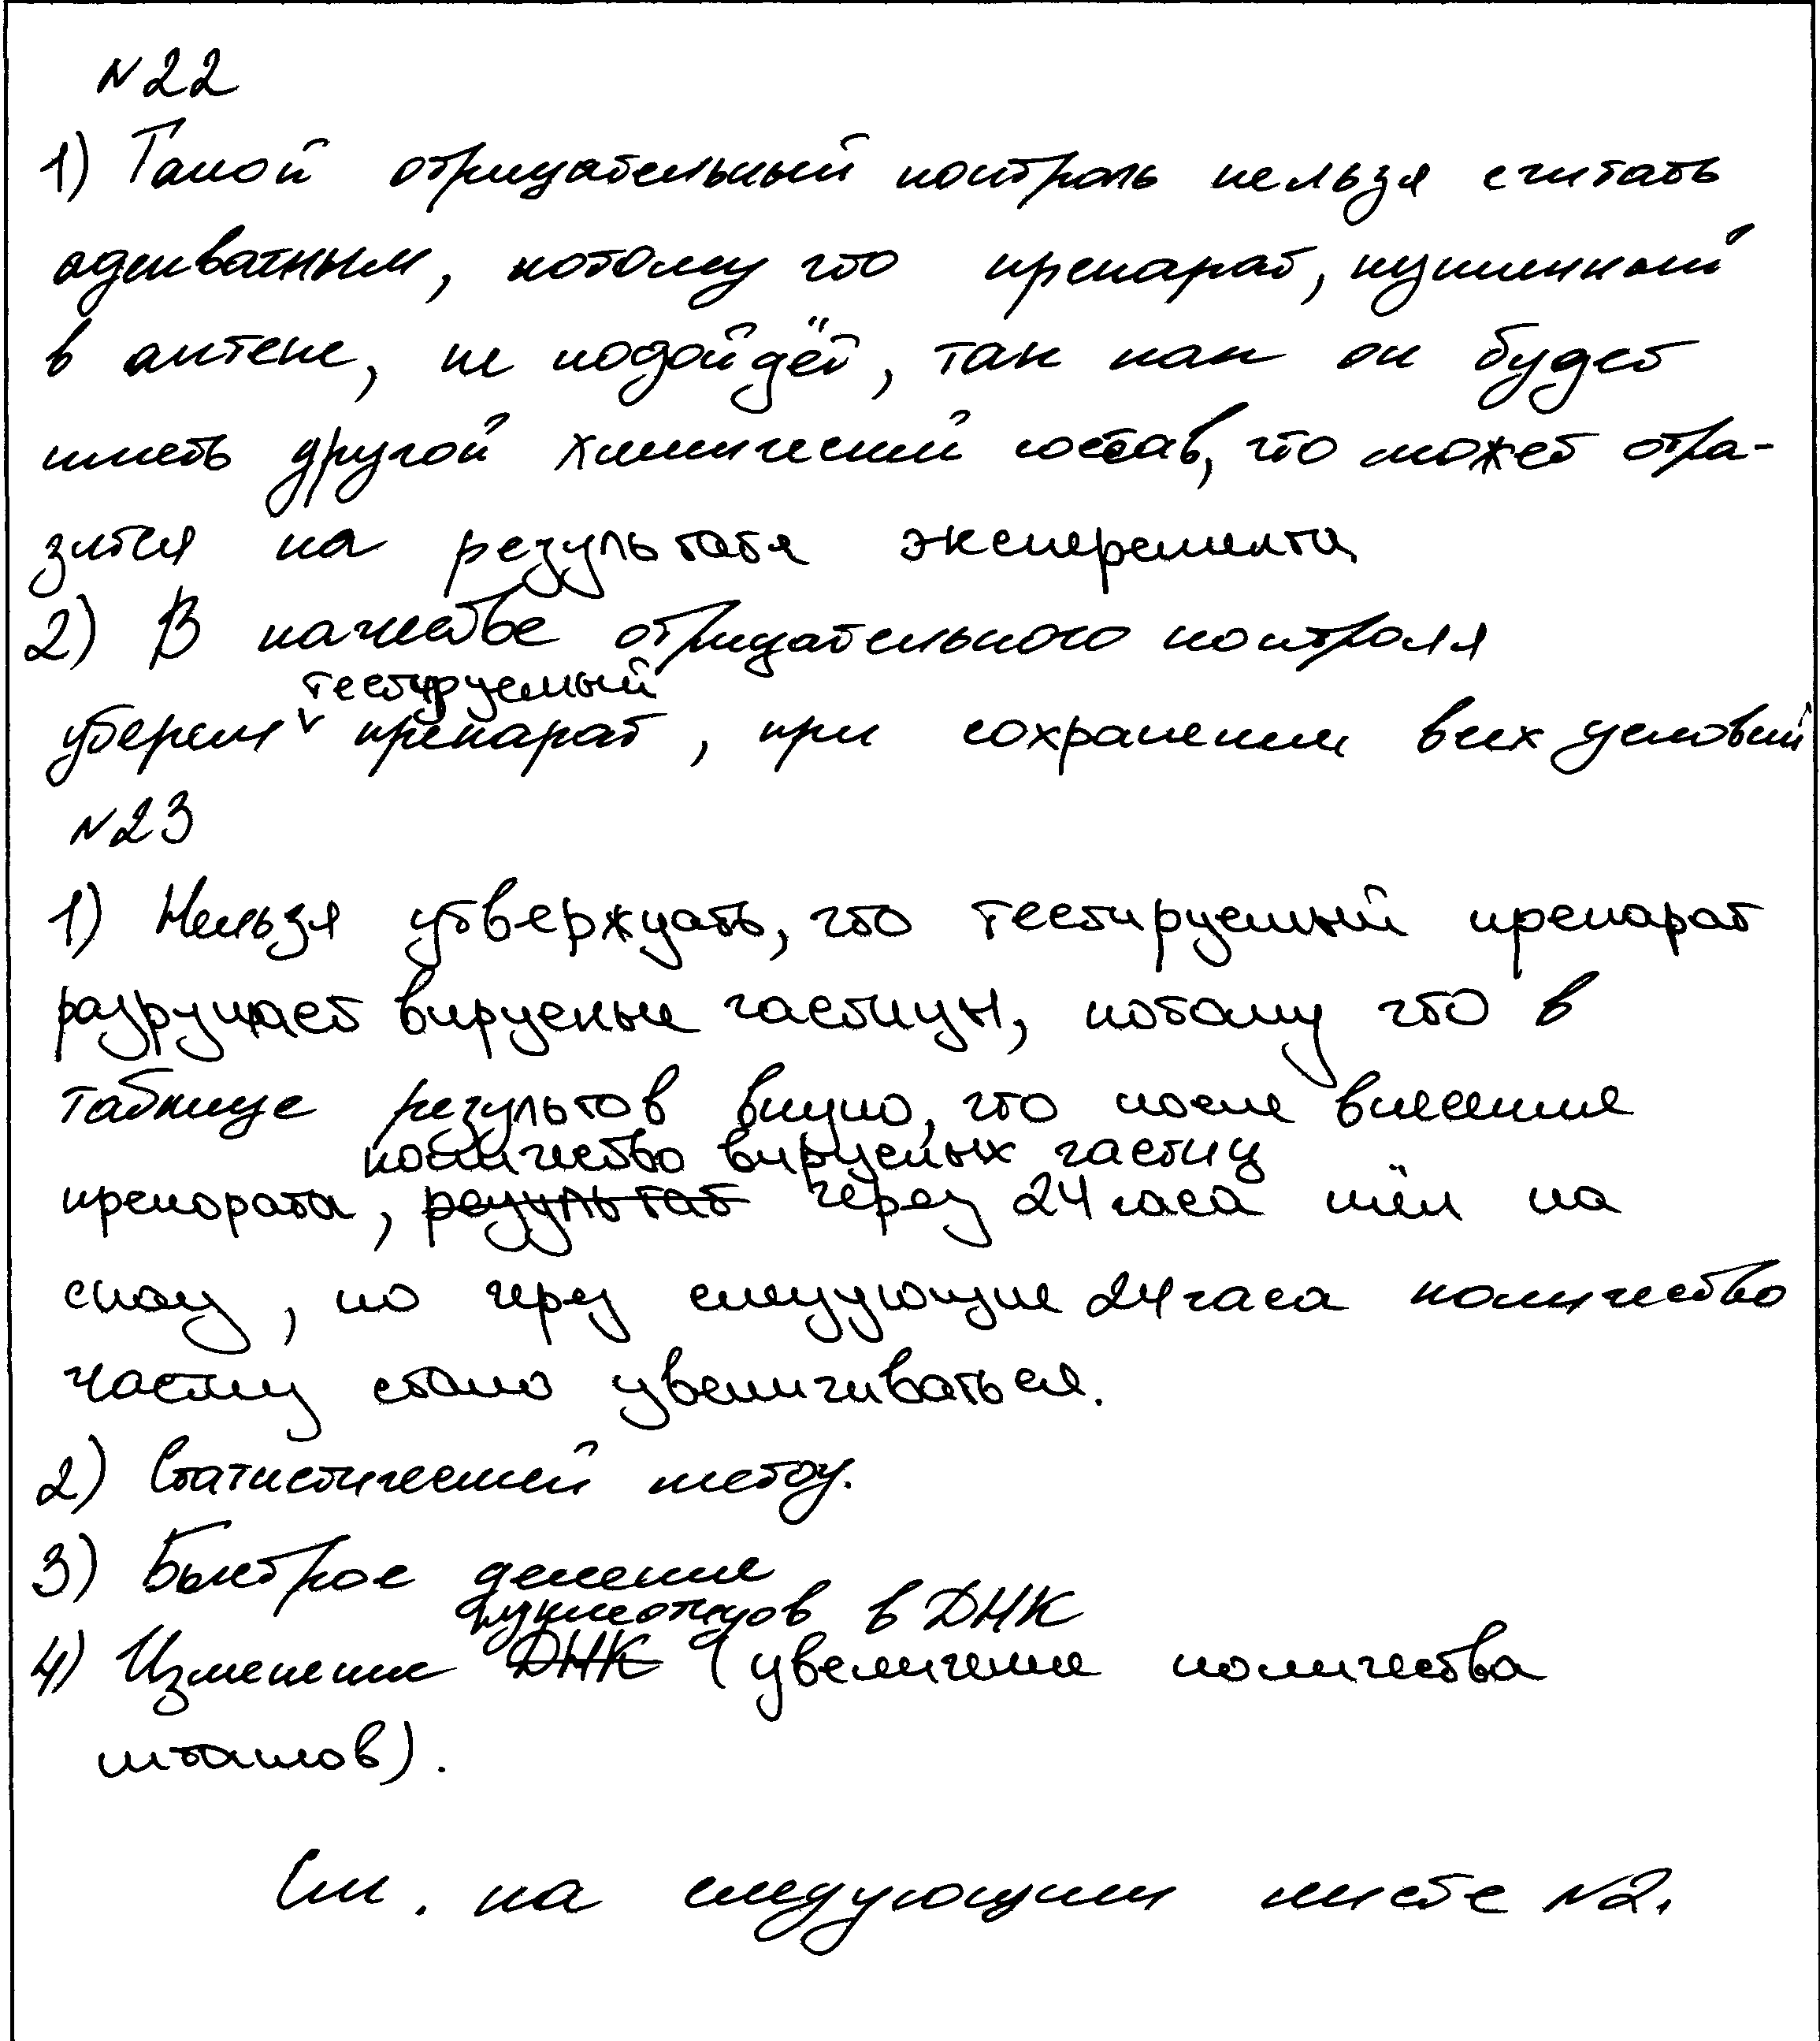 №22
1) Такой отрицательный контроль нельзя считать
адекватным, потому что препарат, купленный
в аптеке, не подойдёт, так как он будет
иметь другой химический состав, что может отра-
зится на результатя эксперемента
2) В качестве отрицательного контроля
тестируемый
уберем препарат, при сохранении всех условий
№23
1) Нельзя утверждать, что тестируемый препарат
разрушает вирусные частицы, потому что в
таблице результов видно, что после внесения
количество вирусных частиц
препората, результат через 24 часа шёл на
спад, но через следующие 24 часа количество
частиц стало увеличиваться.
2) Статистический метод.
3) Быстрое деление
нуклеотидов в ДНК
4) Изменение ДНК (увеличение количества
штаммов).
См. на следующем листе №2.